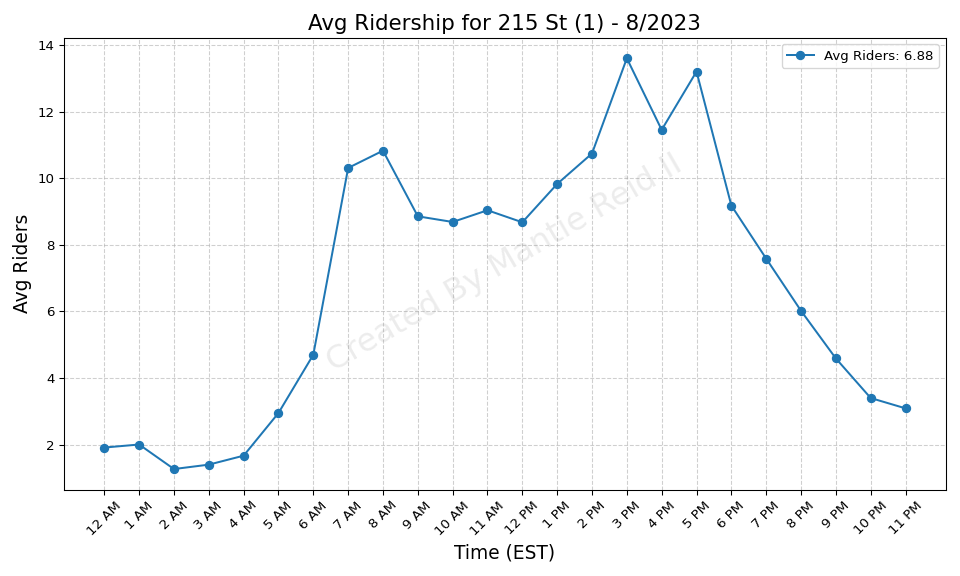 Avg Ridership for 215 St (1) - 8/2023
Avg Riders: 6.88
14
12
10
8
6
4
2
Avg Riders
Created By Mantle Reid II
12 AM
1 AM
2 AM
3 AM
4 AM
5 AM
6 AM
7 AM
8 AM
9 AM
10 AM
11 AM
12 PM
1 PM
2 PM
3 PM
4 PM
5 PM
6 PM
7 PM
8 PM
9 PM
10 PM
11 PM
Time (EST)